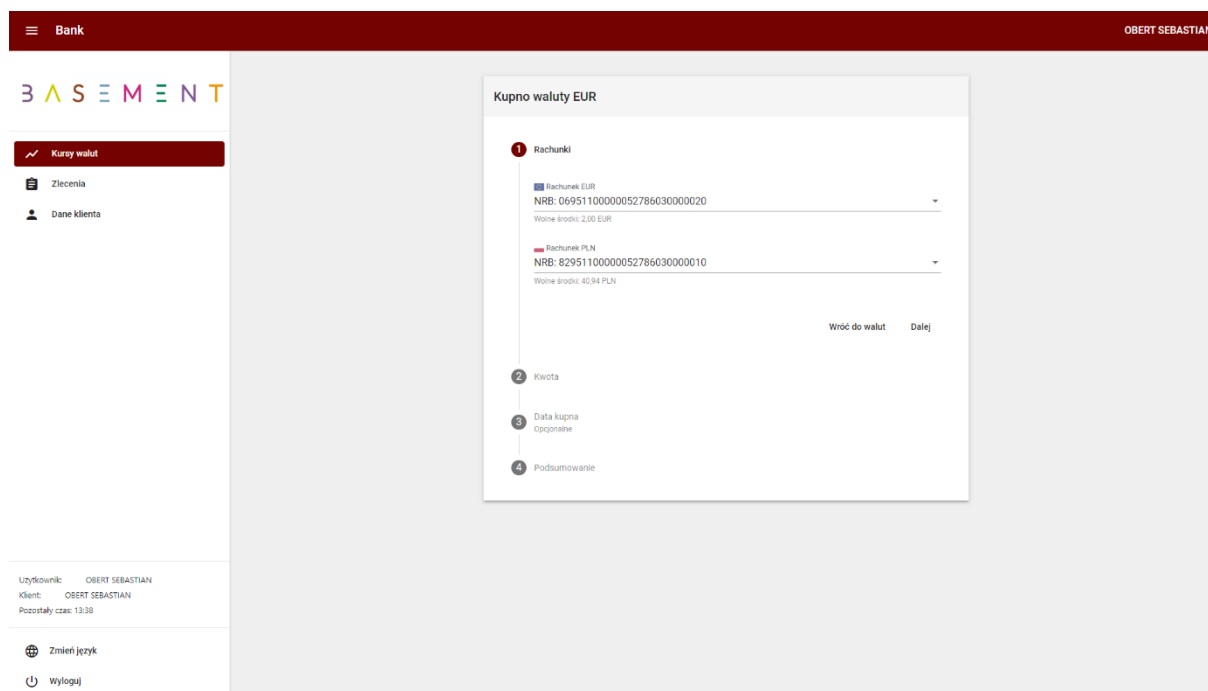 Bank
OBERT SEBASTIAN
BASEMENT
Kursy walut
Zlecenia
Dane klienta
Kupno waluty EUR
1 Rachunki
Rachunek EUR
NRB: 06951100000052786030000020
Wolne środki: 2,00 EUR
Rachunek PLN
NRB: 82951100000052786030000010
Wolne środki: 40,94 PLN
Wróć do walut Dalej
2 Kwota
3 Data kupna
Opcjonalne
4 Podsumowanie
Użytkownik: OBERT SEBASTIAN
Klient: OBERT SEBASTIAN
Pozostały czas: 13:38
Zmień język
Wyloguj